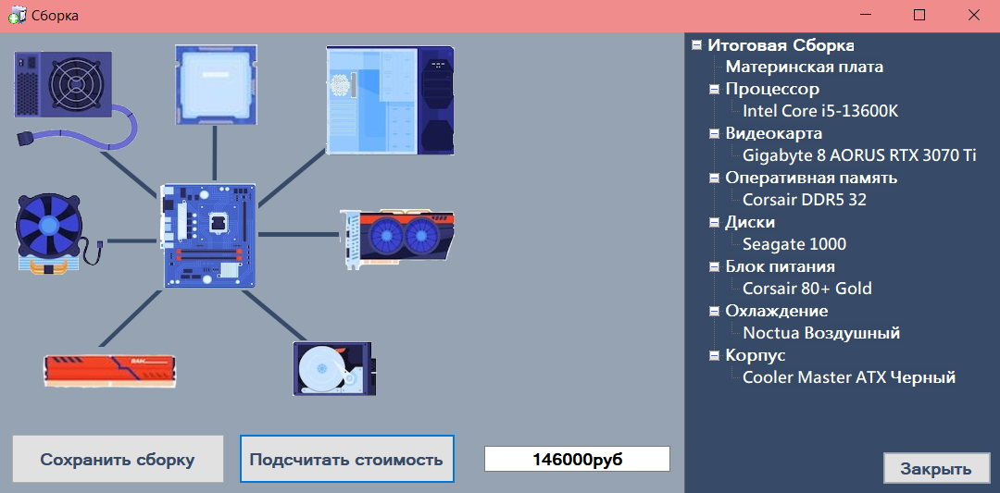 Сборка
Итоговая Сборка
Материнская плата
Процессор
Intel Core i5-13600K
Видеокарта
Gigabyte 8 AORUS RTX 3070 Ti
Оперативная память
Corsair DDR5 32
Диски
Seagate 1000
Блок питания
Corsair 80+ Gold
Охлаждение
Noctua Воздушный
Корпус
Cooler Master ATX Черный
RAM
Сохранить сборку
Подсчитать стоимость
146000руб
Закрыть